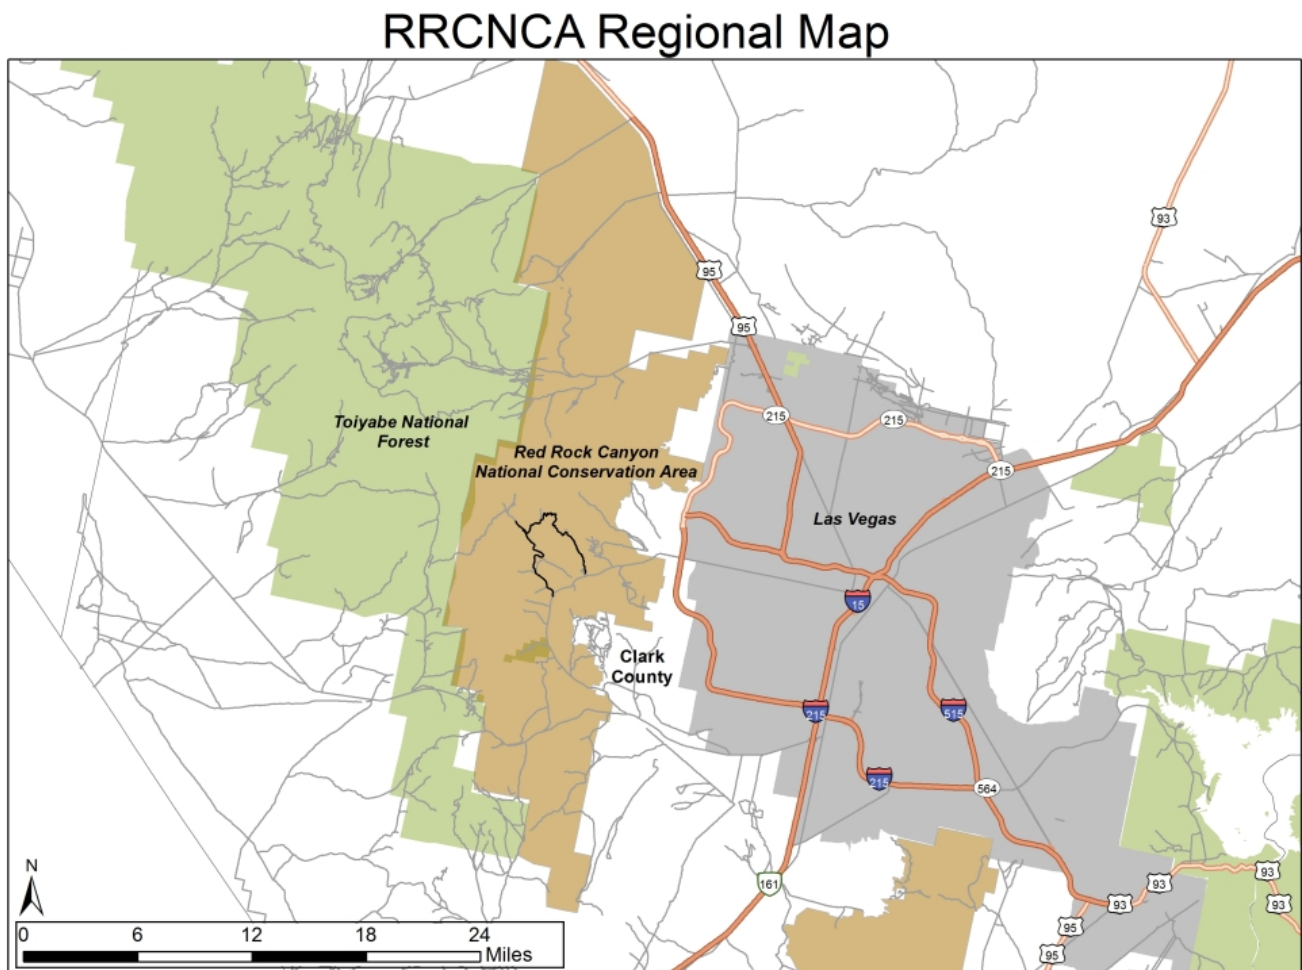 RRCNCA Regional Map
93
95
95
215
215
215
Toiyabe National
Forest
Red Rock Canyon
National Conservation Area
Las Vegas
15
Clark
County
215
515
215
564
161
93
93
93
93
95
95
N
0 6 12 18 24
Miles